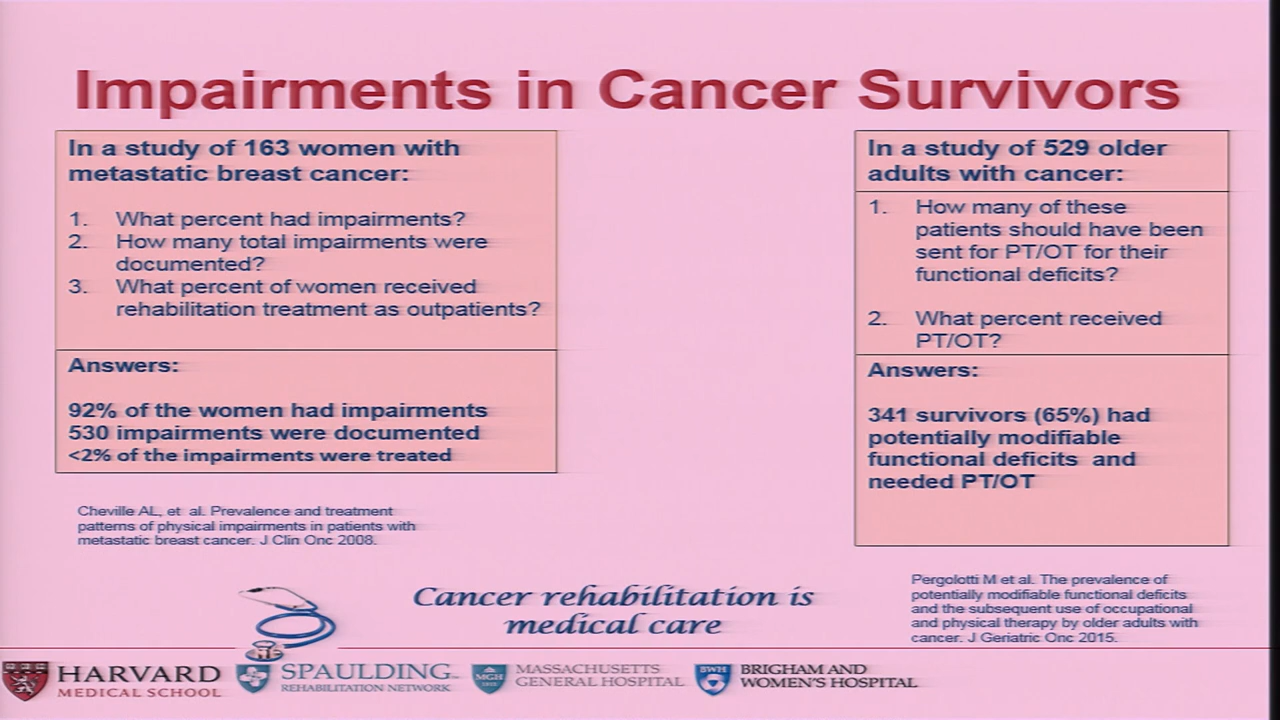 Impairments in Cancer Survivors
In a study of 163 women with
metastatic breast cancer:
1. What percent had impairments?
2. How many total impairments were
documented?
3. What percent of women received
rehabilitation treatment as outpatients?
Answers:
92% of the women had impairments
530 impairments were documented
<2% of the impairments were treated
Cheville AL, et al. Prevalence and treatment
patterns of physical impairments in patients with
metastatic breast cancer. J Clin Onc 2008.
In a study of 529 older
adults with cancer:
1. How many of these
patients should have been
sent for PT/OT for their
functional deficits?
2. What percent received
PT/OT?
Answers:
341 survivors (65%) had
potentially modifiable
functional deficits and
needed PT/OT
Pergolotti M et al. The prevalence of
potentially modifiable functional deficits
and the subsequent use of occupational
and physical therapy by older adults with
cancer. J Geriatric Onc 2015.
Cancer rehabilitation is
medical care
HARVARD
MEDICAL SCHOOL
SPAULDING
REHABILITATION NETWORK
MGH
1811
MASSACHUSETTS
GENERAL HOSPITAL
BWH
BRIGHAM AND
WOMEN'S HOSPITAL